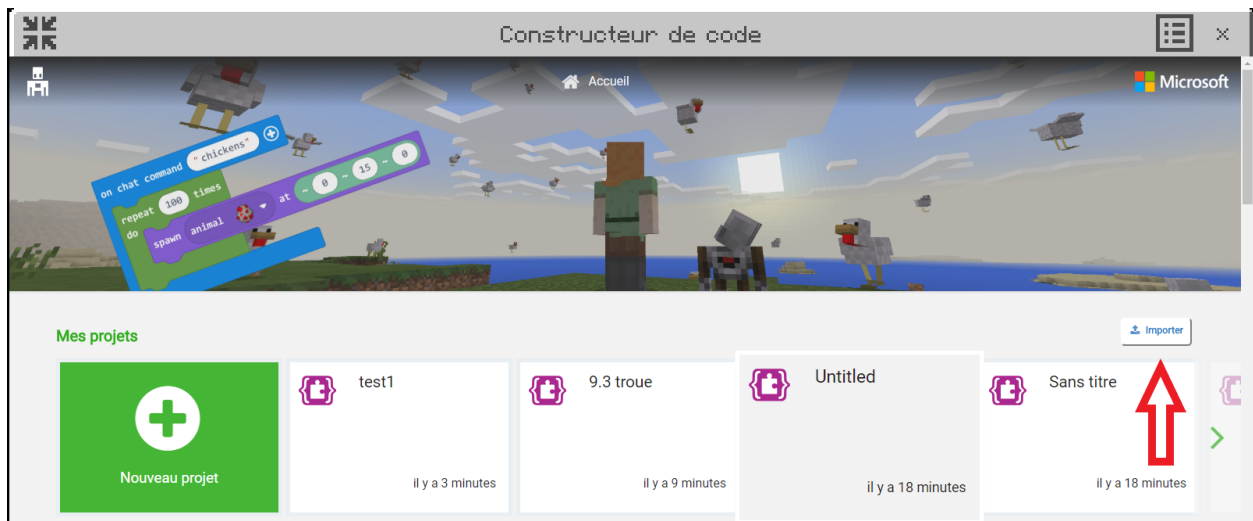 Constructeur de code
×
Accueil
Microsoft
on chat command "chickens"
repeat 100 times
do
spawn animal at ~ 0 ~ 15 ~ 0
Mes projets
Importer
test1
9.3 troue
Untitled
Sans titre
Nouveau projet
il y a 3 minutes
il y a 9 minutes
il y a 18 minutes
il y a 18 minutes